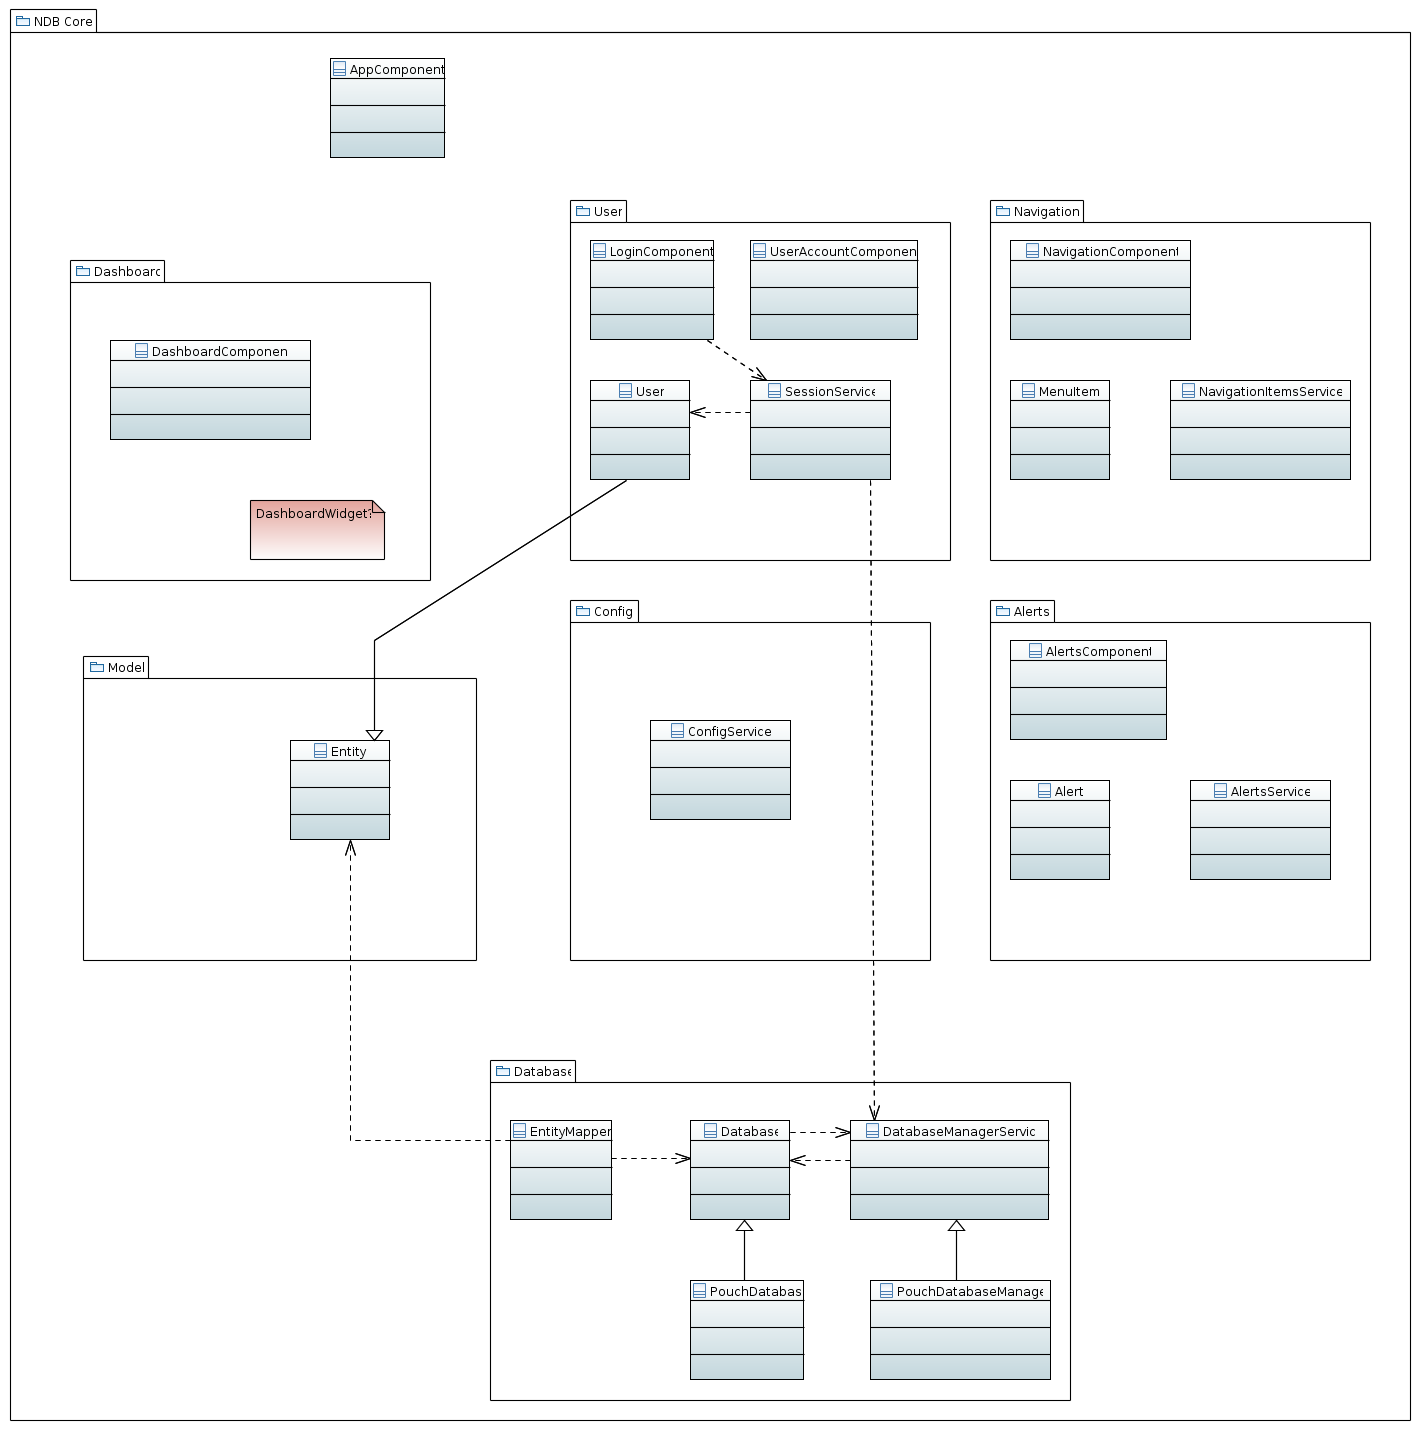 NDB Core
AppComponent
User
LoginComponent
UserAccountComponen
User
SessionService
Navigation
NavigationComponent
MenuItem
NavigationItemsService
Dashboard
DashboardComponen
DashboardWidget?
Model
Entity
Config
ConfigService
Alerts
AlertsComponent
Alert
AlertsService
Database
EntityMapper
Database
DatabaseManagerServic
PouchDatabas
PouchDatabaseManage